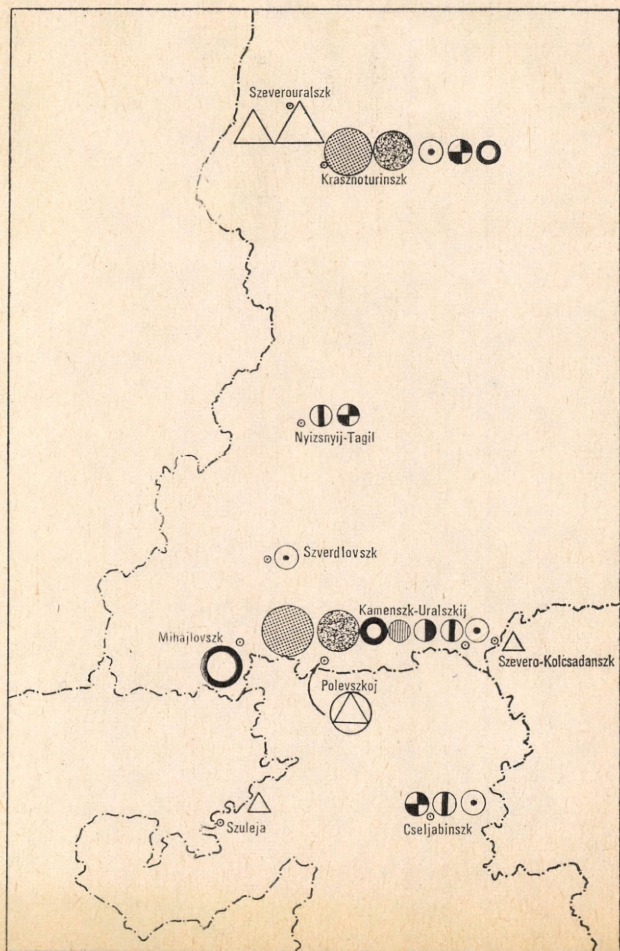 Szeverouralszk
Krasznoturinszk
Nyizsnyij-Tagil
Szverdlovszk
Kamenszk-Uralszkij
Mihajlovszk
Szevero-Kolcsadanszk
Polevszkoj
Szuleja
Cseljabinszk